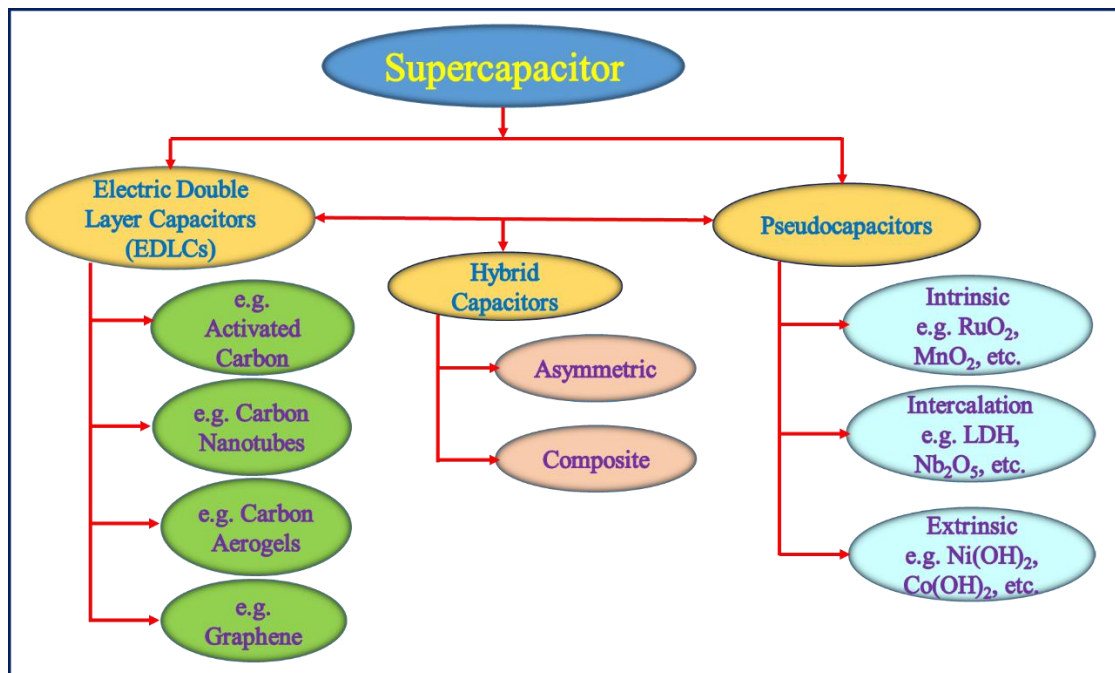 Supercapacitor
Electric Double
Layer Capacitors
(EDLCs)
e.g.
Activated
Carbon
e.g. Carbon
Nanotubes
e.g. Carbon
Aerogels
e.g.
Graphene
Hybrid
Capacitors
Asymmetric
Composite
Pseudocapacitors
Intrinsic
e.g. RuO₂,
MnO₂, etc.
Intercalation
e.g. LDH,
Nb₂O₅, etc.
Extrinsic
e.g. Ni(OH)₂,
Co(OH)₂, etc.